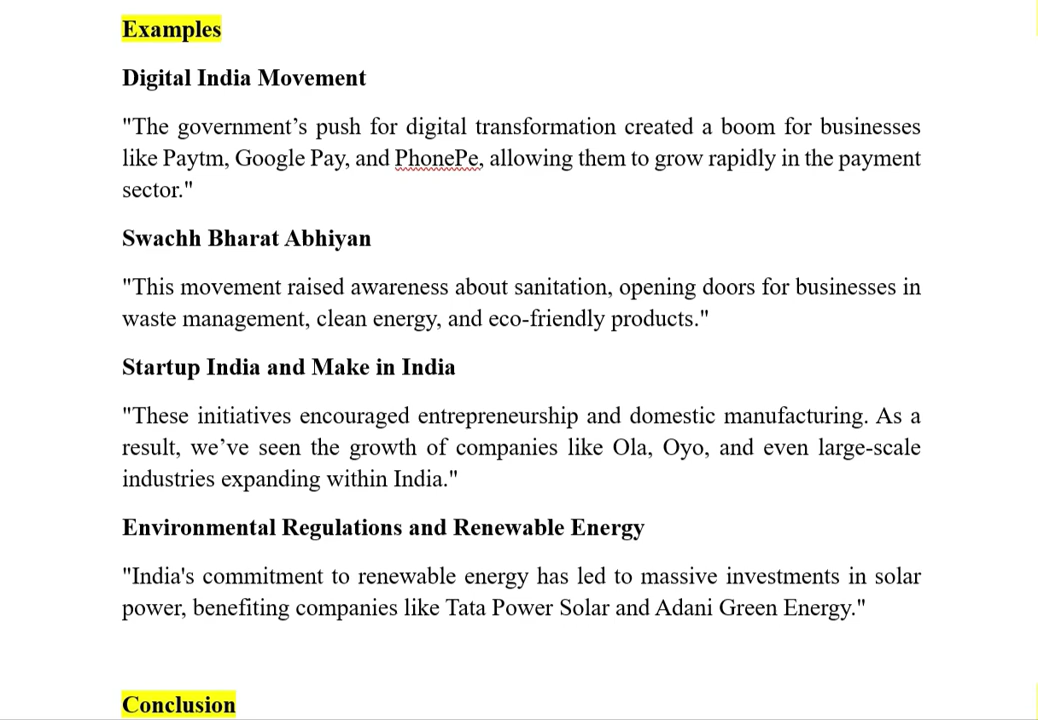 Examples
Digital India Movement
"The government’s push for digital transformation created a boom for businesses
like Paytm, Google Pay, and PhonePe, allowing them to grow rapidly in the payment
sector."
Swachh Bharat Abhiyan
"This movement raised awareness about sanitation, opening doors for businesses in
waste management, clean energy, and eco-friendly products."
Startup India and Make in India
"These initiatives encouraged entrepreneurship and domestic manufacturing. As a
result, we’ve seen the growth of companies like Ola, Oyo, and even large-scale
industries expanding within India."
Environmental Regulations and Renewable Energy
"India's commitment to renewable energy has led to massive investments in solar
power, benefiting companies like Tata Power Solar and Adani Green Energy."
Conclusion